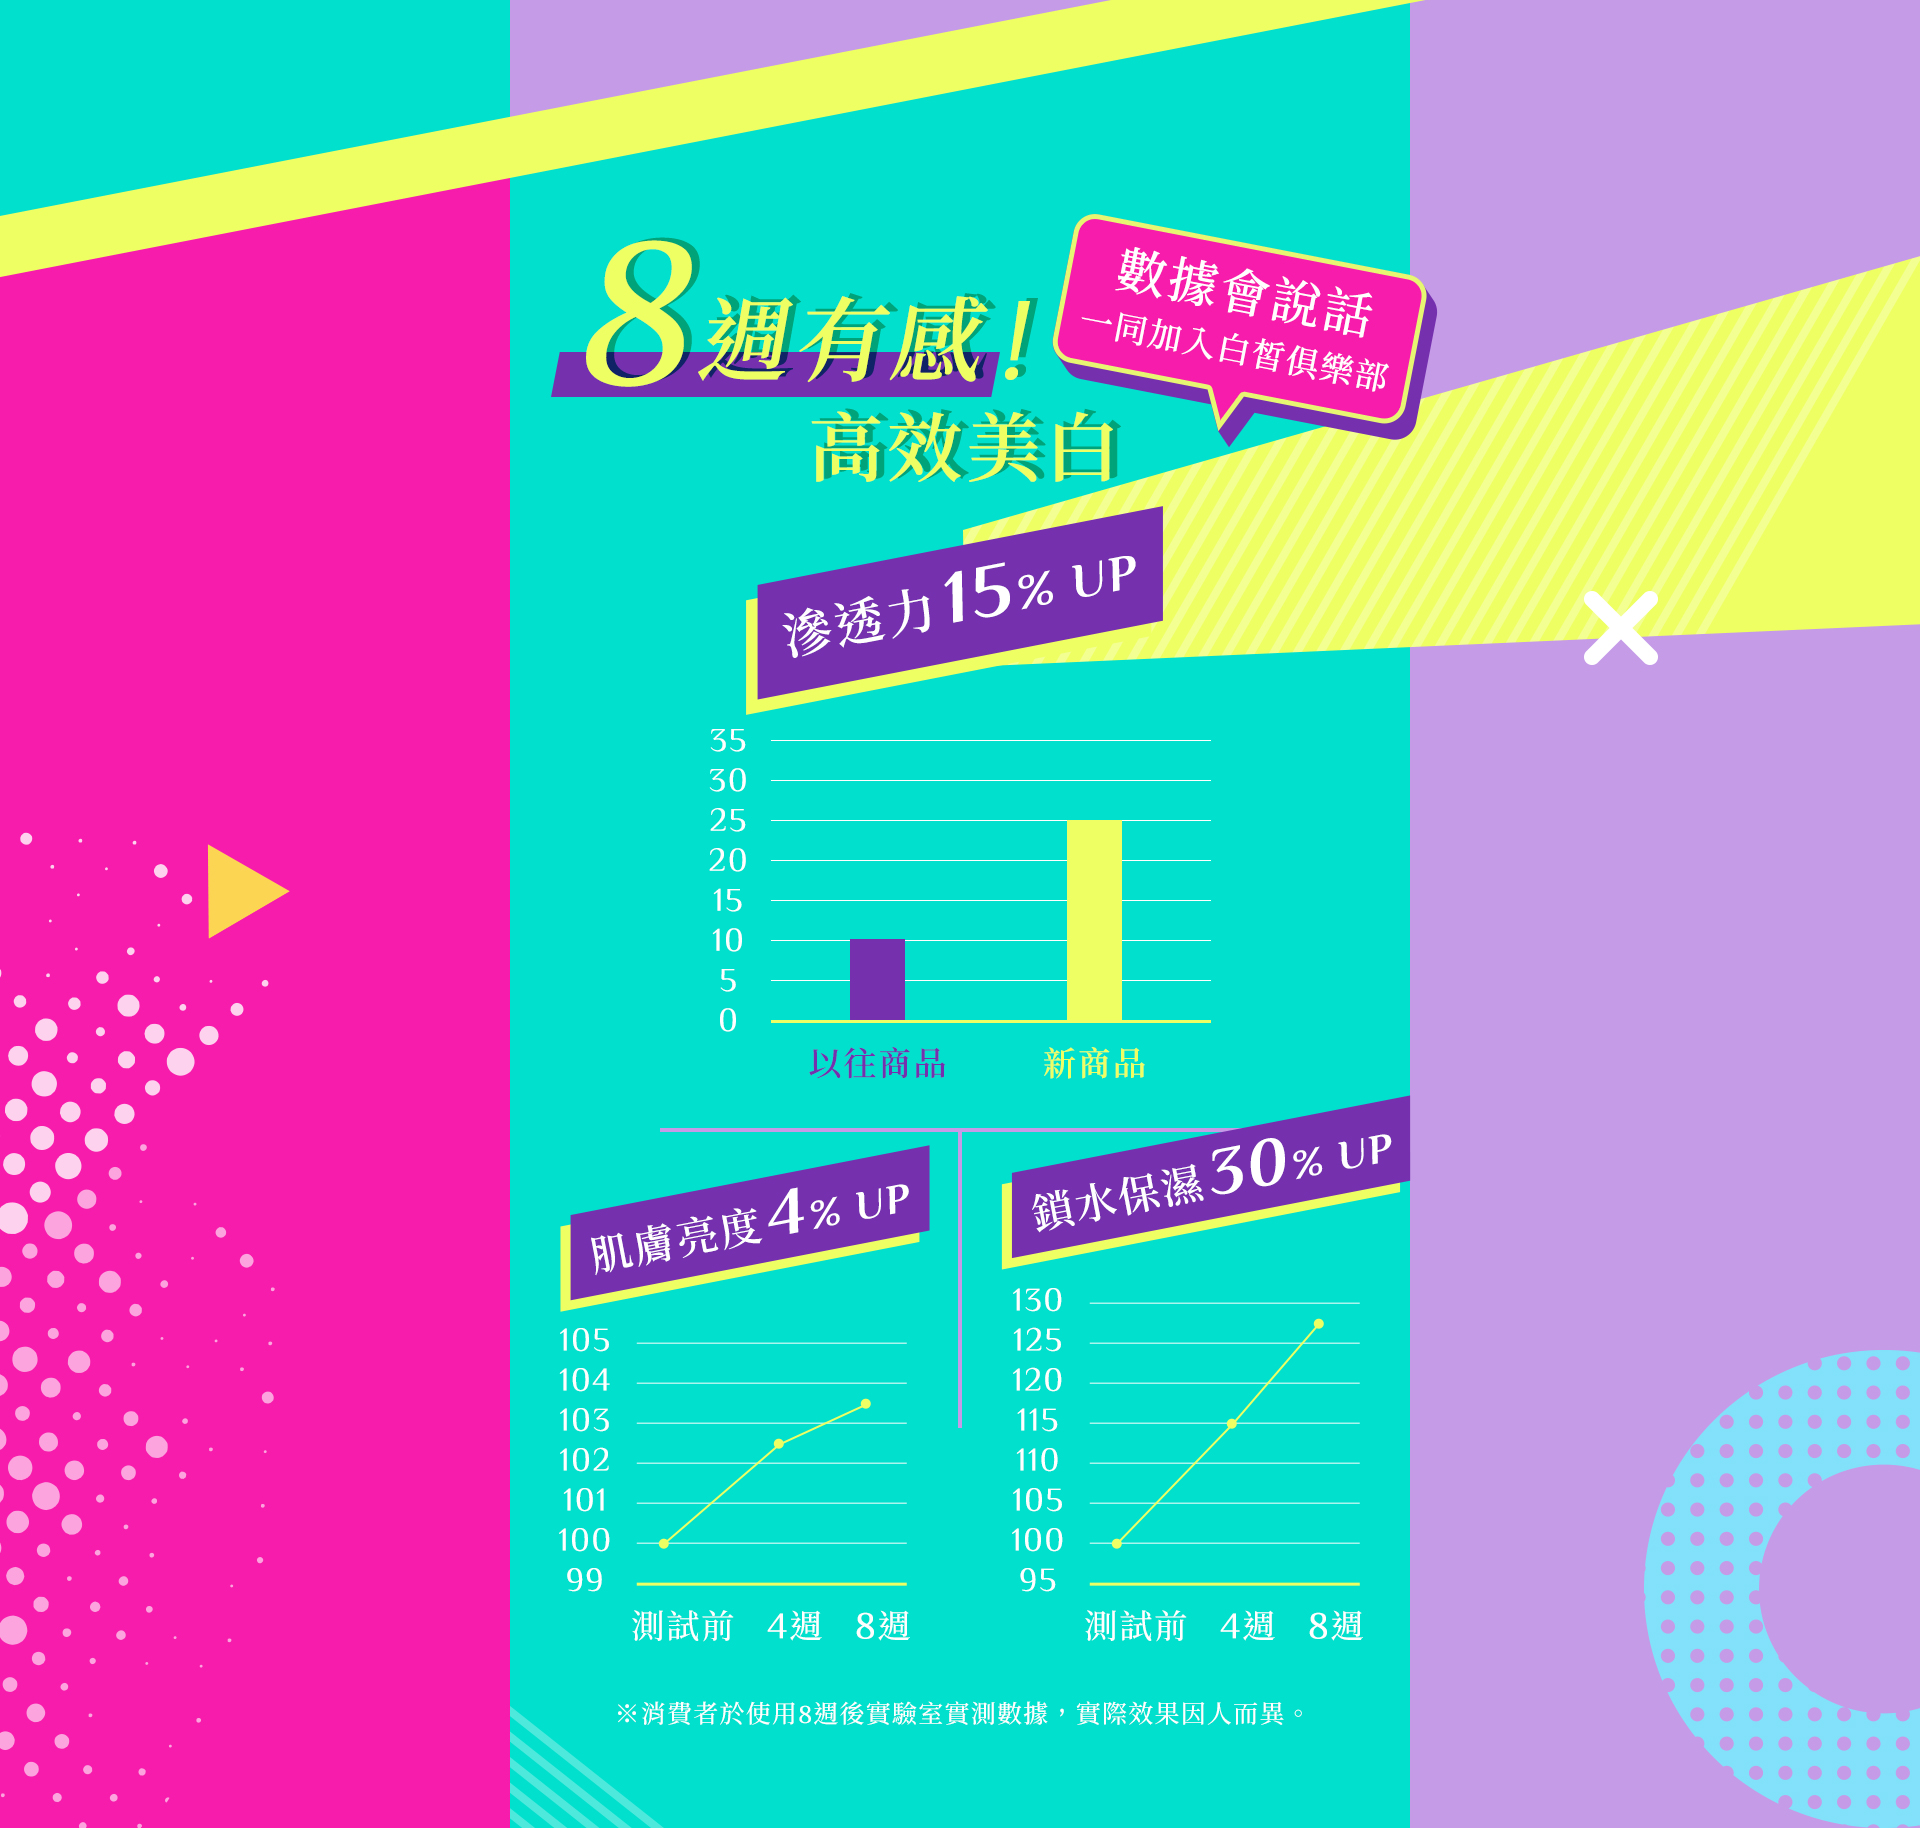 8週有感!
高效美白
數據會說話
一同加入白皙俱樂部
滲透力15% UP
35
30
25
20
15
10
5
0
以往商品 新商品
肌膚亮度4% UP
105
104
103
102
101
100
99
測試前 4週 8週
鎖水保濕30% UP
130
125
120
115
110
105
100
95
測試前 4週 8週
※消費者於使用8週後實驗室實測數據，實際效果因人而異。